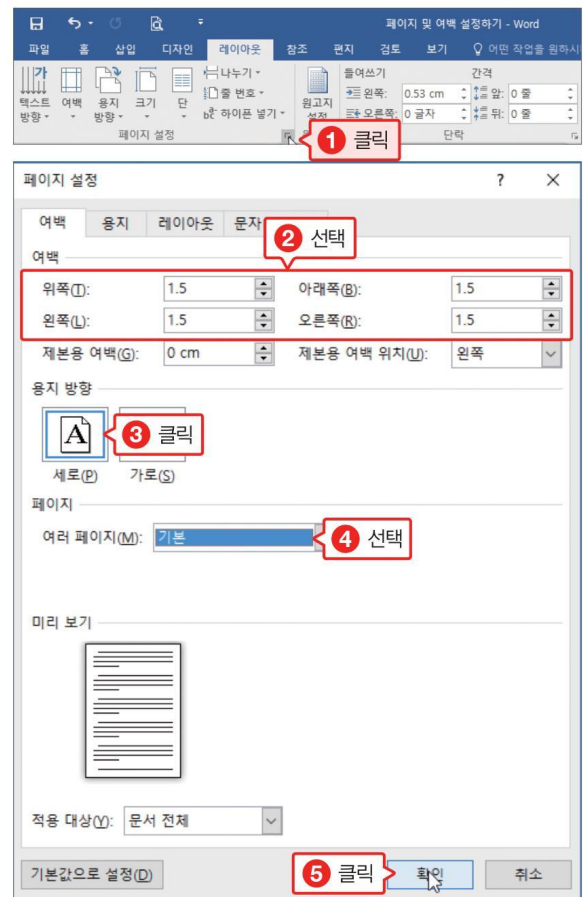 페이지 및 여백 설정하기 - Word
파일 홈 삽입 디자인 레이아웃 참조 편지 검토 보기 어떤 작업을 원하시
가 나누기 들여쓰기 간격
줄 번호 왼쪽: 0.53 cm 앞: 0 줄
텍스트 방향 여백 용지 방향 크기 단 하이픈 넣기 원고지 설정 오른쪽: 0 글자 뒤: 0 줄
페이지 설정 단락
1 클릭
페이지 설정 ? ×
여백 용지 레이아웃 문자
2 선택
여백
위쪽(T): 1.5 아래쪽(B): 1.5
왼쪽(L): 1.5 오른쪽(R): 1.5
제본용 여백(G): 0 cm 제본용 여백 위치(U): 왼쪽
용지 방향
A 3 클릭
세로(P) 가로(S)
페이지
여러 페이지(M): 기본 4 선택
미리 보기
적용 대상(Y): 문서 전체
기본값으로 설정(D) 5 클릭 확인 취소